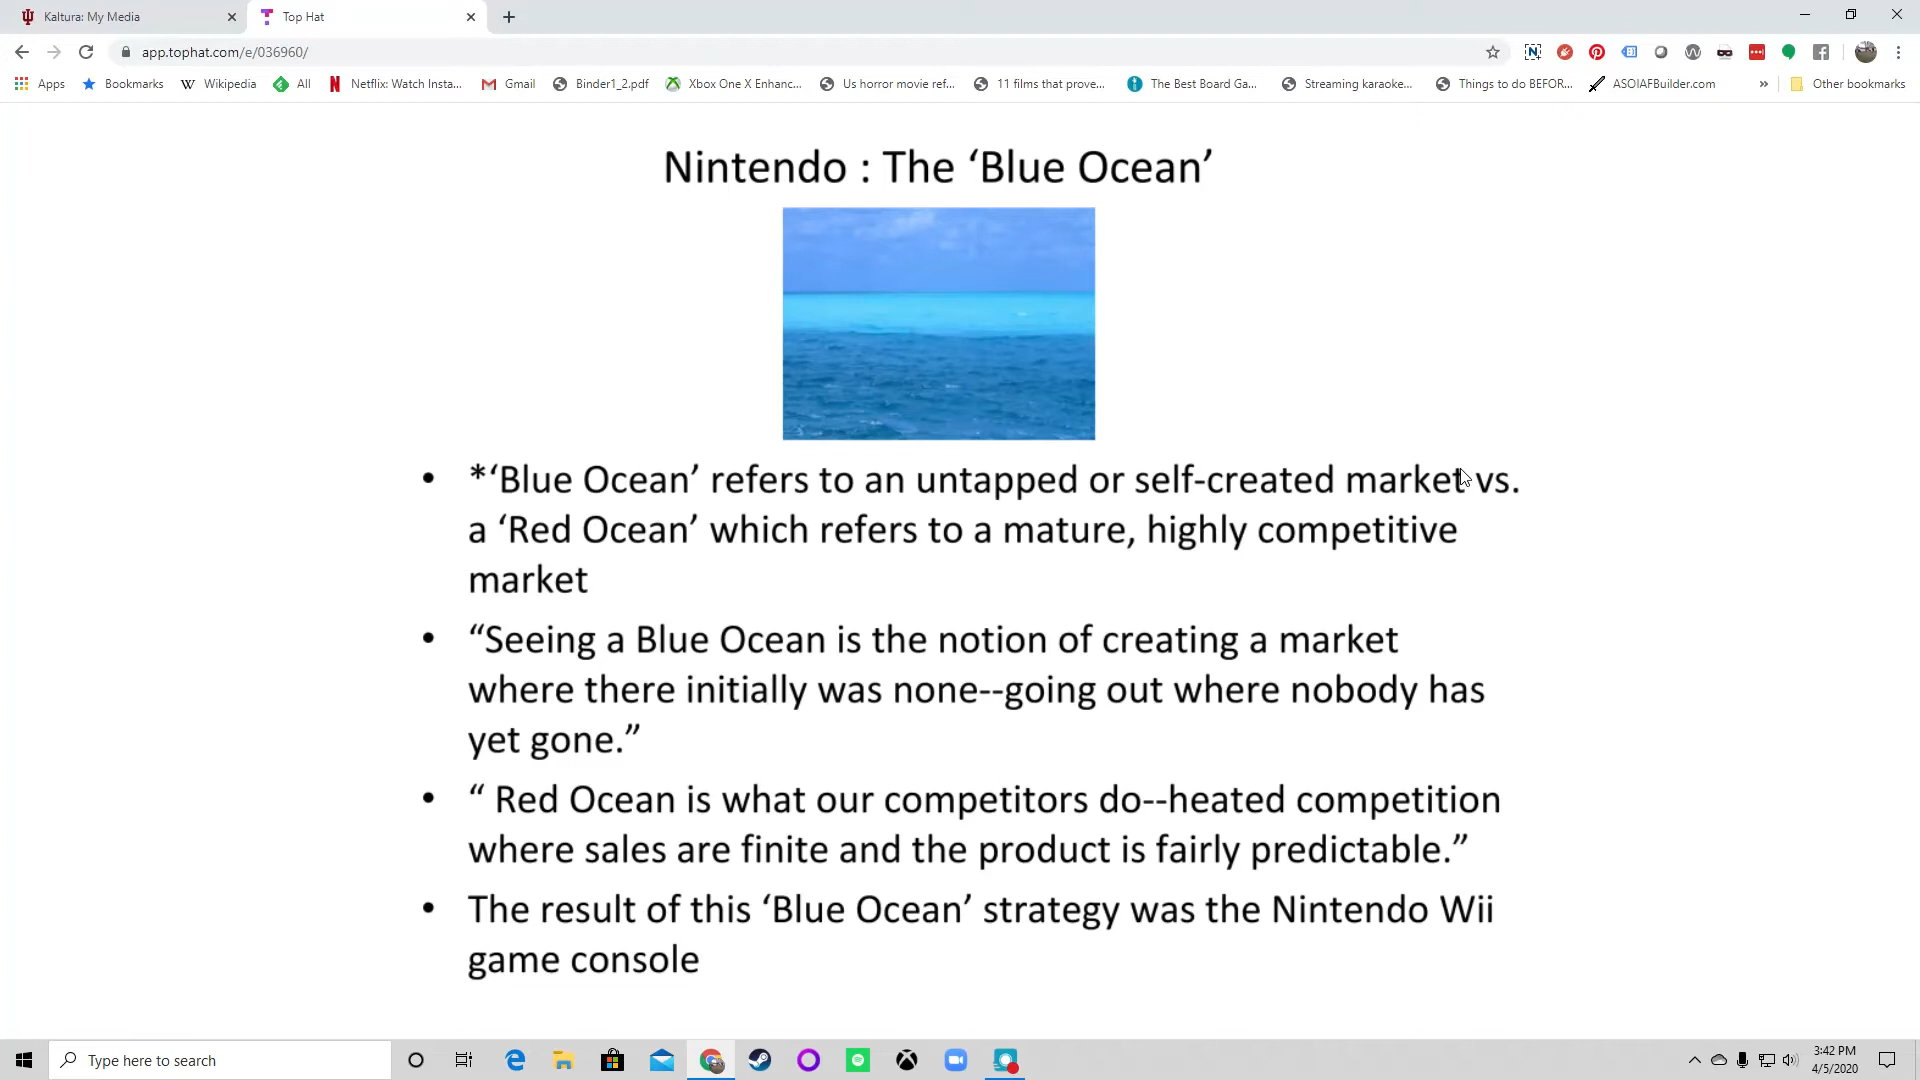 Kaltura: My Media
Top Hat
app.tophat.com/e/036960/
Apps
Bookmarks
Wikipedia
All
Netflix: Watch Insta...
Gmail
Binder1_2.pdf
Xbox One X Enhanc...
Us horror movie ref...
11 films that prove...
The Best Board Ga...
Streaming karaoke...
Things to do BEFOR...
ASOIAFBuilder.com
»
Other bookmarks
Nintendo : The ‘Blue Ocean’
• *‘Blue Ocean’ refers to an untapped or self-created market vs.
a ‘Red Ocean’ which refers to a mature, highly competitive
market
• “Seeing a Blue Ocean is the notion of creating a market
where there initially was none--going out where nobody has
yet gone.”
• “ Red Ocean is what our competitors do--heated competition
where sales are finite and the product is fairly predictable.”
• The result of this ‘Blue Ocean’ strategy was the Nintendo Wii
game console
Type here to search
3:42 PM
4/5/2020